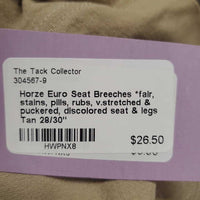 The Tack Collector
304567-9
Horze Euro Seat Breeches *fair,
stains, pills, rubs, v.stretched &
puckered, discolored seat & legs
Tan 28/30"
$26.50
HWPNX8